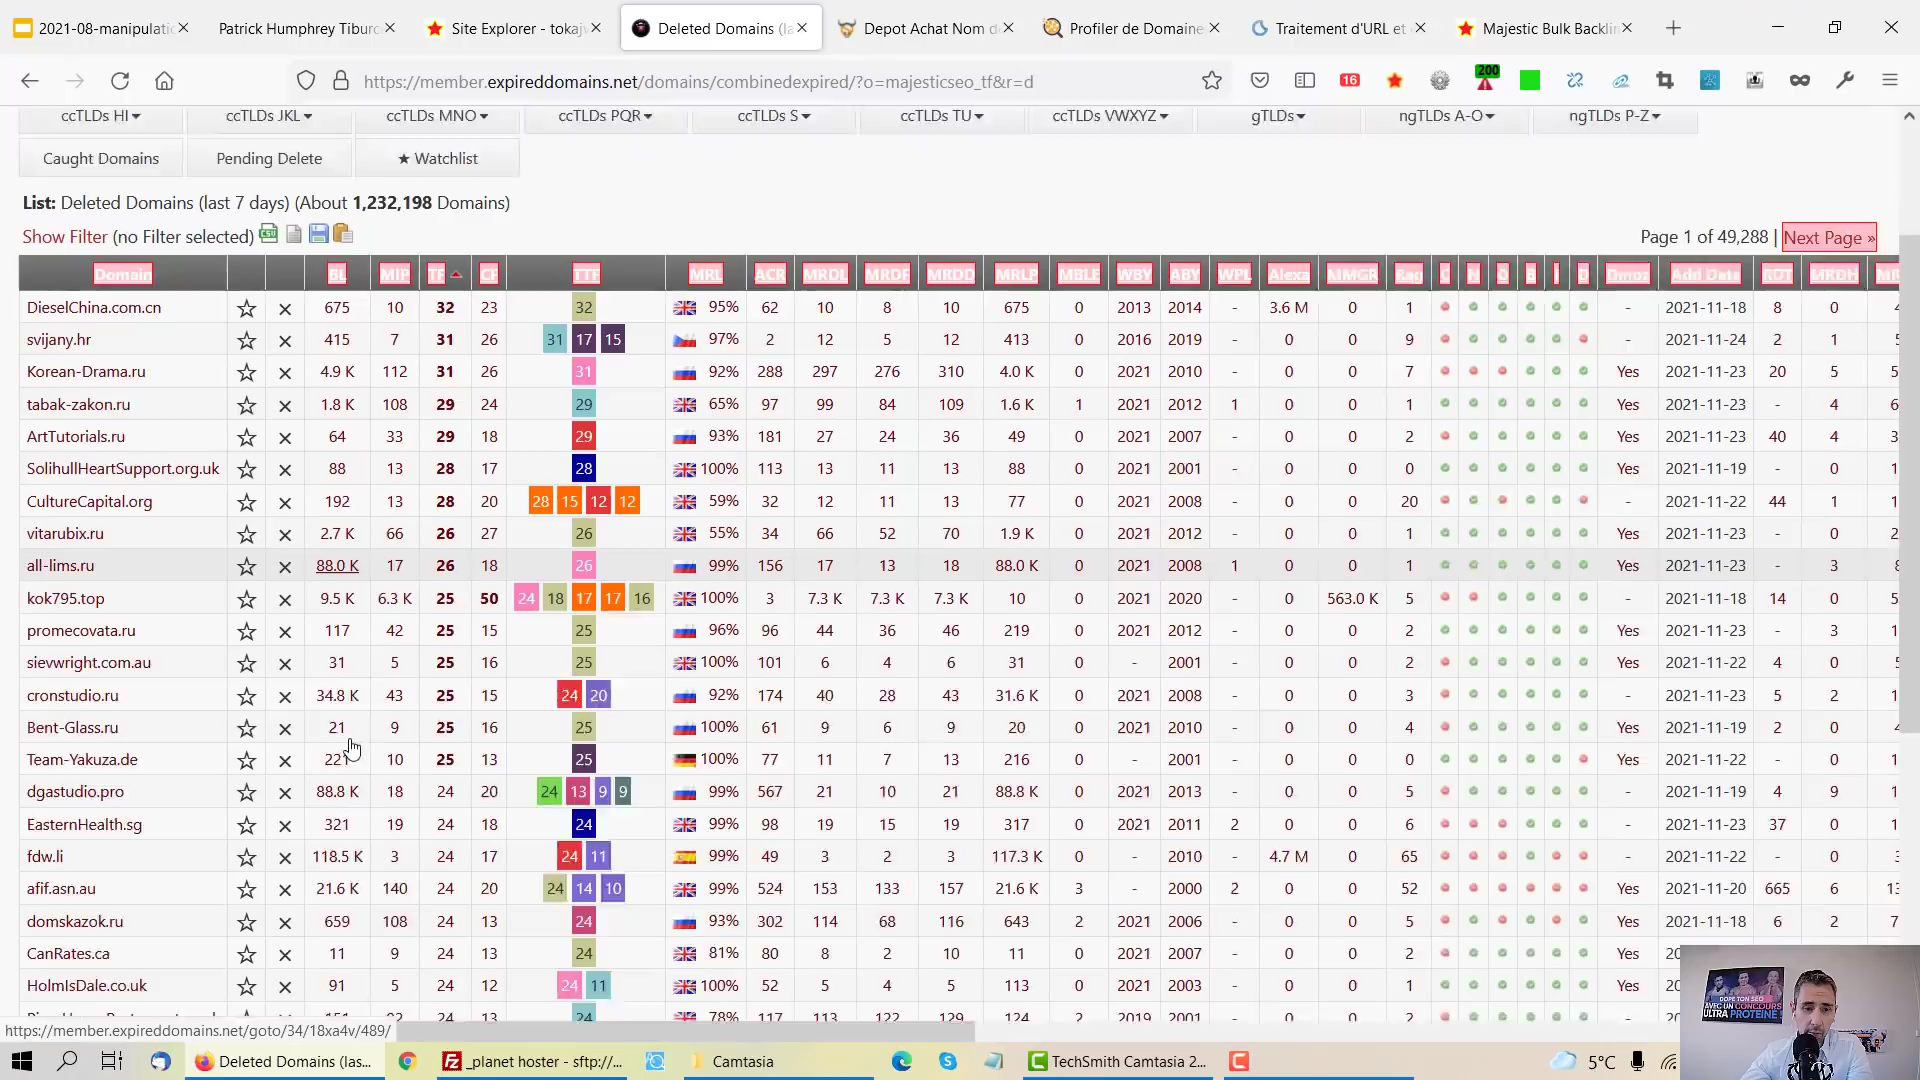 2021-08-manipulati
Patrick Humphrey Tiburc
Site Explorer - tokajv
Deleted Domains (la
Depot Achat Nom d
Profiler de Domaine
Traitement d'URL et
Majestic Bulk Backlin
https://member.expireddomains.net/domains/combinedexpired/?o=majesticseo_tf&r=d
16
200
ccTLDs HI ccTLDs JKL ccTLDs MNO ccTLDs PQR ccTLDs S ccTLDs TU ccTLDs VWXYZ gTLDs ngTLDs A-O ngTLDs P-Z
Caught Domains Pending Delete ★ Watchlist
List: Deleted Domains (last 7 days) (About 1,232,198 Domains)
Show Filter (no Filter selected)
Page 1 of 49,288 | Next Page »
Domain BL MIP TF CF TTF MRL ACR MRDL MRDF MRDD MRLP MBLE WBY ABY WPL Alexa MMGR Reg C N O B I D Dmoz Add Date RDT MRDH
DieselChina.com.cn 675 10 32 23 32 95% 62 10 8 10 675 0 2013 2014 - 3.6 M 0 1 - 2021-11-18 8 0
svijany.hr 415 7 31 26 31 17 15 97% 2 12 5 12 413 0 2016 2019 - 0 0 9 - 2021-11-24 2 1
Korean-Drama.ru 4.9 K 112 31 26 31 92% 288 297 276 310 4.0 K 0 2021 2010 - 0 0 7 Yes 2021-11-23 20 5
tabak-zakon.ru 1.8 K 108 29 24 29 65% 97 99 84 109 1.6 K 1 2021 2012 1 0 0 1 Yes 2021-11-23 - 4
ArtTutorials.ru 64 33 29 18 29 93% 181 27 24 36 49 0 2021 2007 - 0 0 2 Yes 2021-11-23 40 4
SolihullHeartSupport.org.uk 88 13 28 17 28 100% 113 13 11 13 88 0 2021 2001 - 0 0 0 Yes 2021-11-19 - 0
CultureCapital.org 192 13 28 20 28 15 12 12 59% 32 12 11 13 77 0 2021 2008 - 0 0 20 - 2021-11-22 44 1
vitarubix.ru 2.7 K 66 26 27 26 55% 34 66 52 70 1.9 K 0 2021 2012 - 0 0 1 Yes 2021-11-23 - 0
all-lims.ru 88.0 K 17 26 18 26 99% 156 17 13 18 88.0 K 0 2021 2008 1 0 0 1 Yes 2021-11-23 - 3
kok795.top 9.5 K 6.3 K 25 50 24 18 17 17 16 100% 3 7.3 K 7.3 K 7.3 K 10 0 2021 2020 - 0 563.0 K 5 - 2021-11-18 14 0
promecovata.ru 117 42 25 15 25 96% 96 44 36 46 219 0 2021 2012 - 0 0 2 Yes 2021-11-23 - 3
sievwright.com.au 31 5 25 16 25 100% 101 6 4 6 31 0 - 2001 - 0 0 2 Yes 2021-11-22 4 0
cronstudio.ru 34.8 K 43 25 15 24 20 92% 174 40 28 43 31.6 K 0 2021 2008 - 0 0 3 - 2021-11-23 5 2
Bent-Glass.ru 21 9 25 16 25 100% 61 9 6 9 20 0 2021 2010 - 0 0 4 Yes 2021-11-19 2 0
Team-Yakuza.de 221 10 25 13 25 100% 77 11 7 13 216 0 - 2001 - 0 0 0 Yes 2021-11-22 - 0
dgastudio.pro 88.8 K 18 24 20 24 13 9 9 99% 567 21 10 21 88.8 K 0 2021 2013 - 0 0 5 - 2021-11-19 4 9
EasternHealth.sg 321 19 24 18 24 99% 98 19 15 19 317 0 2021 2011 2 0 0 6 - 2021-11-23 37 0
fdw.li 118.5 K 3 24 17 24 11 99% 49 3 2 3 117.3 K 0 - 2010 - 4.7 M 0 65 - 2021-11-22 - 0
afif.asn.au 21.6 K 140 24 20 24 14 10 99% 524 153 133 157 21.6 K 3 - 2000 2 0 0 52 Yes 2021-11-20 665 6
domskazok.ru 659 108 24 13 24 93% 302 114 68 116 643 2 2021 2006 - 0 0 5 Yes 2021-11-18 6 2
CanRates.ca 11 9 24 13 24 81% 80 8 2 10 11 0 2021 2007 - 0 0 2 Yes
HolmIsDale.co.uk 91 5 24 12 24 11 100% 52 5 4 5 113 0 2021 2003 - 0 0 1 Yes
24 13 24 78% 117 113 122 129 124 2 2019 2001 - 0 0 2
https://member.expireddomains.net/goto/34/18xa4v/489/
DOPE TON SEO
AVEC UN CONCOURS
ULTRA PROTEINÉ !
Deleted Domains (las...
_planet hoster - sftp://...
Camtasia
TechSmith Camtasia 2...
5°C